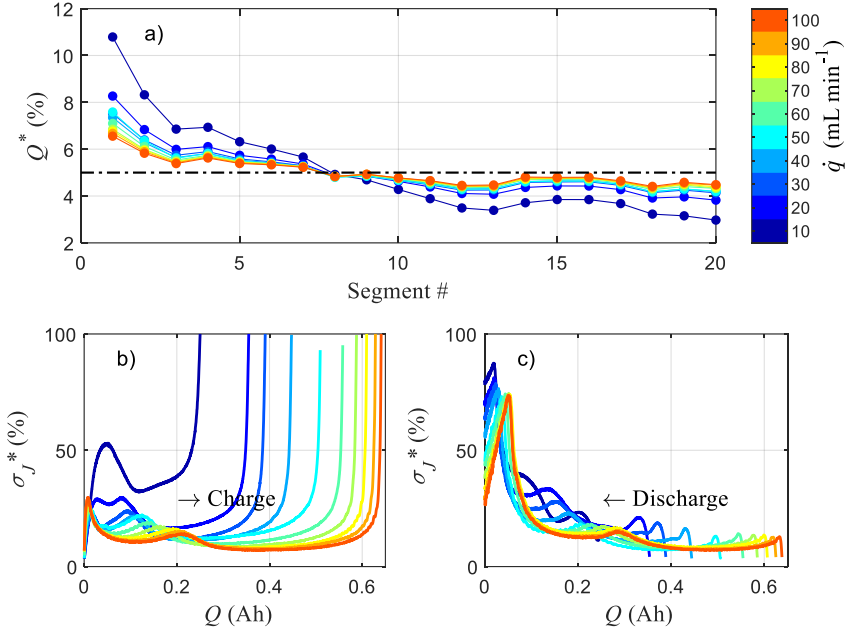 12
10
8
6
4
2
Q* (%)
a)
0
5
10
15
20
Segment #
100
90
80
70
60
50
40
30
20
10
q̇ (mL min⁻¹)
100
50
0
σJ* (%)
b)
→ Charge
0
0.2
0.4
0.6
Q (Ah)
100
50
0
σJ* (%)
c)
← Discharge
0
0.2
0.4
0.6
Q (Ah)